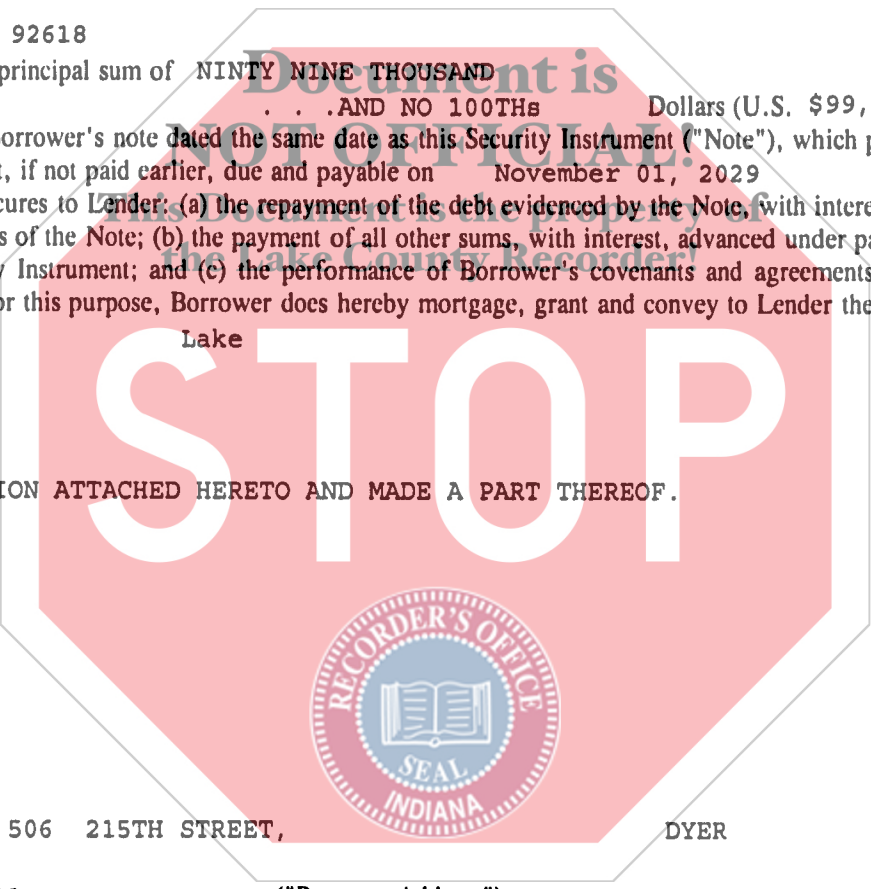 92618
principal sum of NINTY NINE THOUSAND
Document is
. . .AND NO 100THs Dollars (U.S. $99,
orrower's note dated the same date as this Security Instrument ("Note"), which p
NOT OFFICIAL!
, if not paid earlier, due and payable on November 01, 2029
cures to Lender: (a) the repayment of the debt evidenced by the Note, with intere
This Document is the property of
s of the Note; (b) the payment of all other sums, with interest, advanced under pa
the Lake County Recorder!
y Instrument; and (c) the performance of Borrower's covenants and agreements
or this purpose, Borrower does hereby mortgage, grant and convey to Lender the
Lake
STOP
ION ATTACHED HERETO AND MADE A PART THEREOF.
RECORDER'S OFFICE
SEAL
INDIANA
506 215TH STREET, DYER